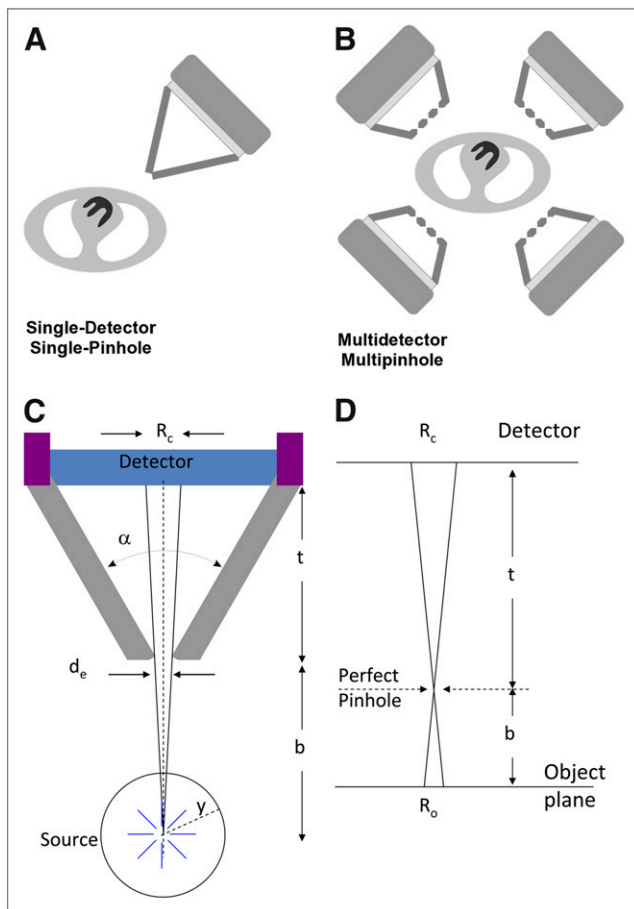 A
B
Single-Detector
Single-Pinhole
Multidetector
Multipinhole
C
D
R_c
Detector
α
t
d_e
b
y
Source
R_c
Detector
t
Perfect
Pinhole
b
Object
plane
R_o